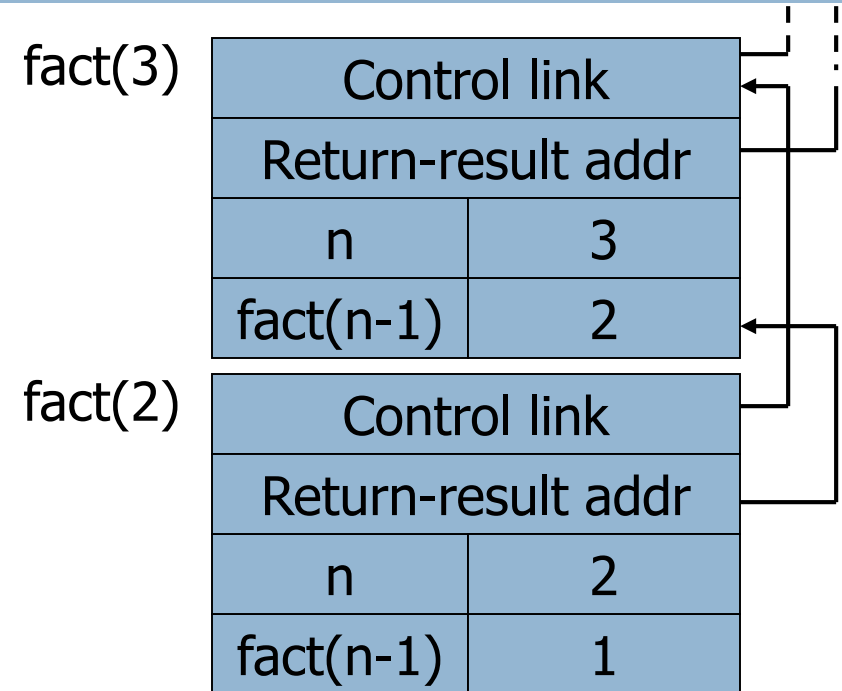 fact(3)
Control link
Return-result addr
n 3
fact(n-1) 2
fact(2)
Control link
Return-result addr
n 2
fact(n-1) 1